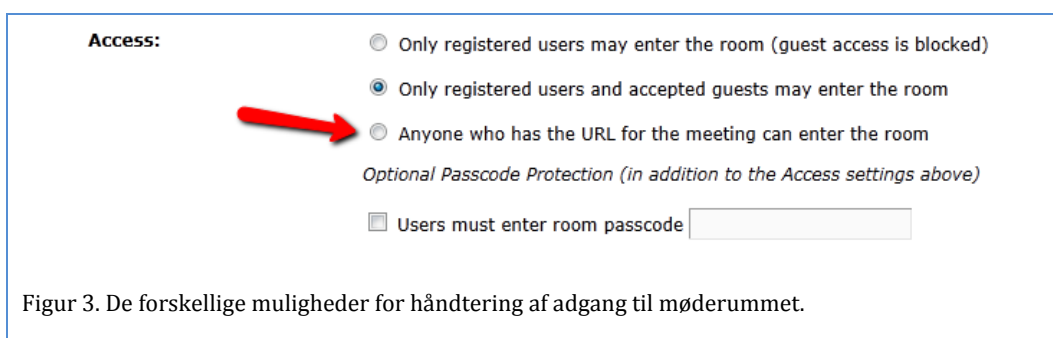 Access:
Only registered users may enter the room (guest access is blocked)
Only registered users and accepted guests may enter the room
Anyone who has the URL for the meeting can enter the room
Optional Passcode Protection (in addition to the Access settings above)
Users must enter room passcode
Figur 3. De forskellige muligheder for håndtering af adgang til møderummet.